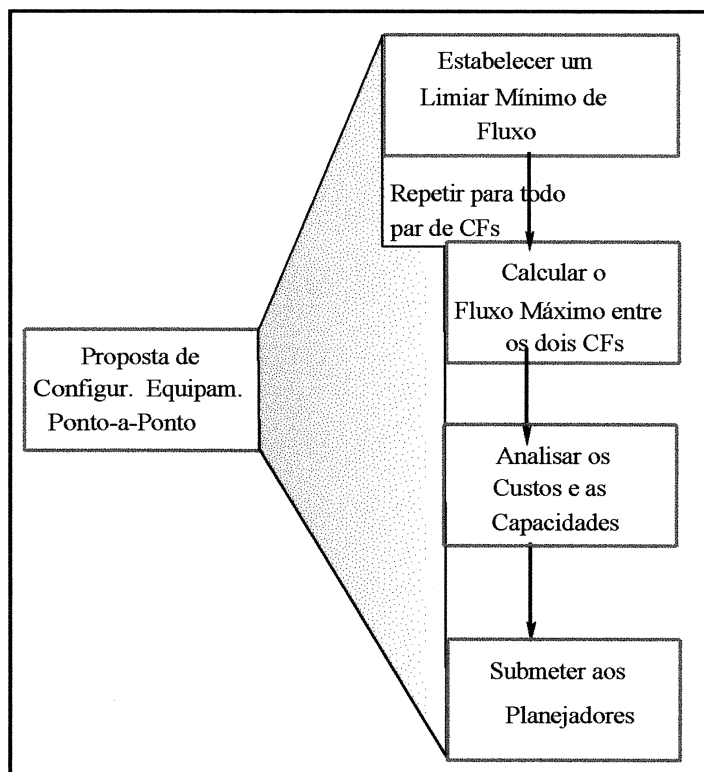 Estabelecer um
Limiar Mínimo de
Fluxo
Repetir para todo
par de CFs
Calcular o
Fluxo Máximo entre
os dois CFs
Proposta de
Configur. Equipam.
Ponto-a-Ponto
Analisar os
Custos e as
Capacidades
Submeter aos
Planejadores